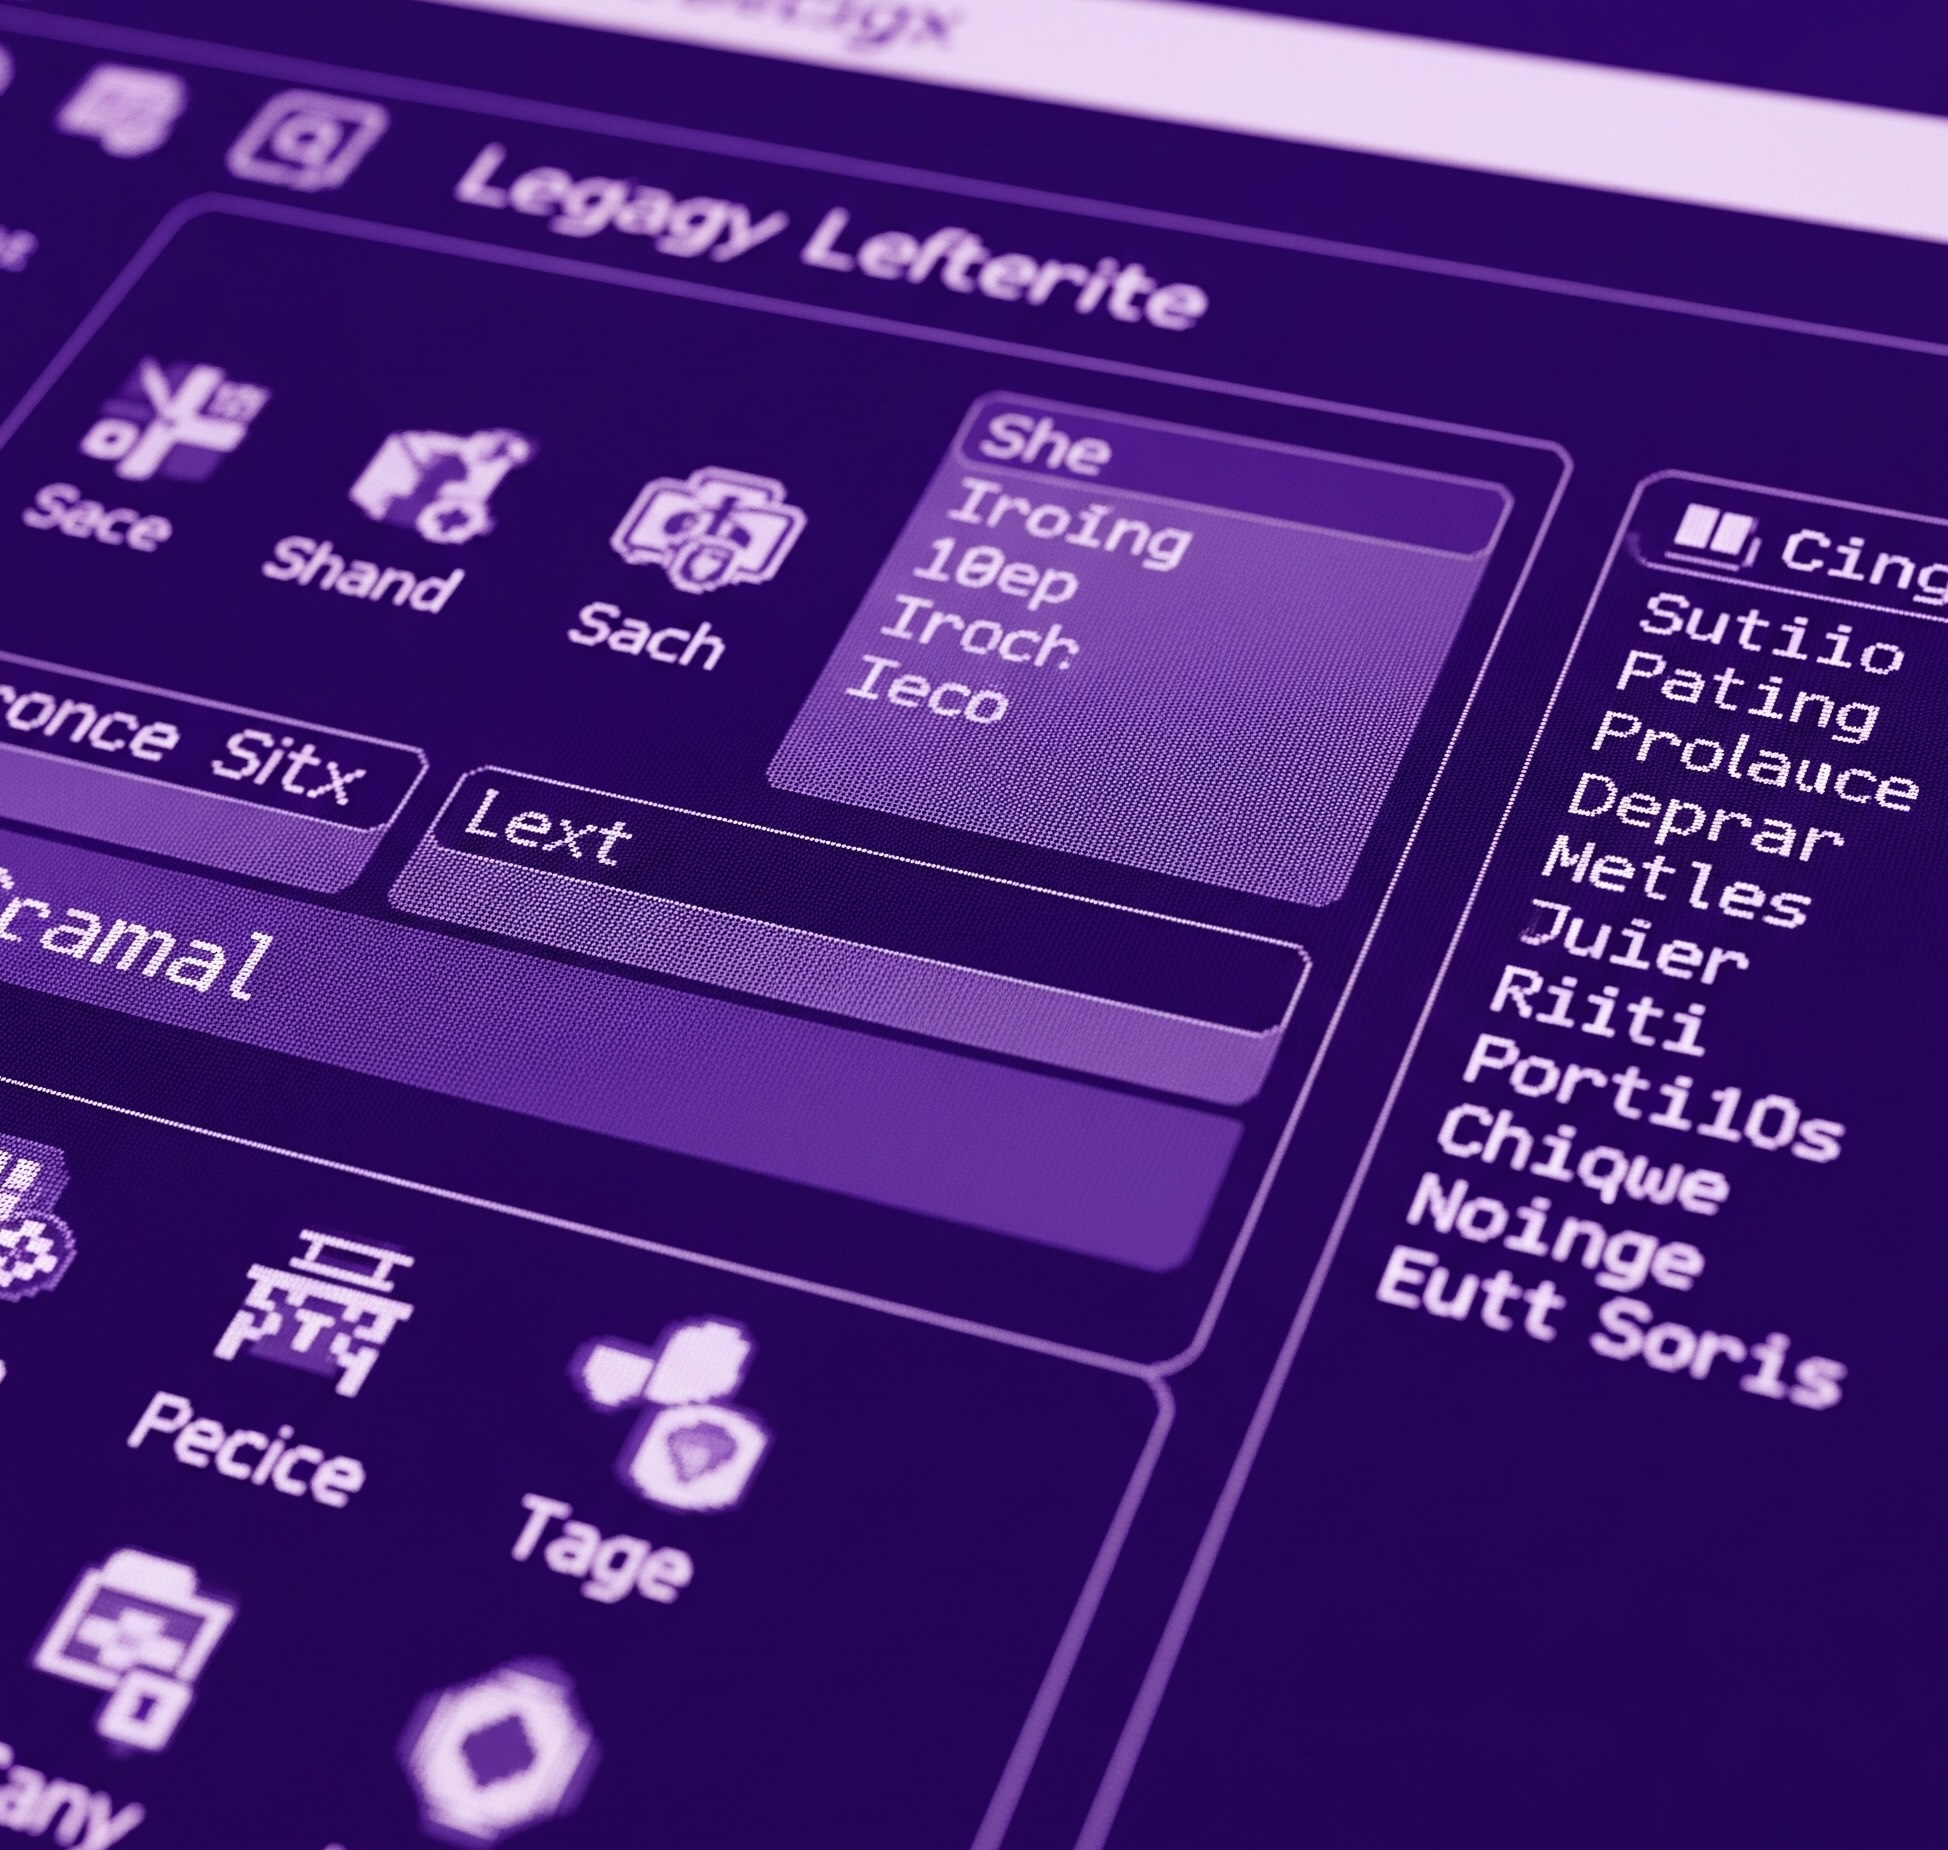 Legagy Lefterite
Sece
Shand
Sach
She
Iroing
10ep
Iroch
Ieco
ronce Sitx
Lext
ramal
Pecice
Tage
any
Cing
Sutiio
Pating
Prolauce
Deprar
Metles
Juier
Riiti
Porti10s
Chiqwe
Noinge
Eutt Soris